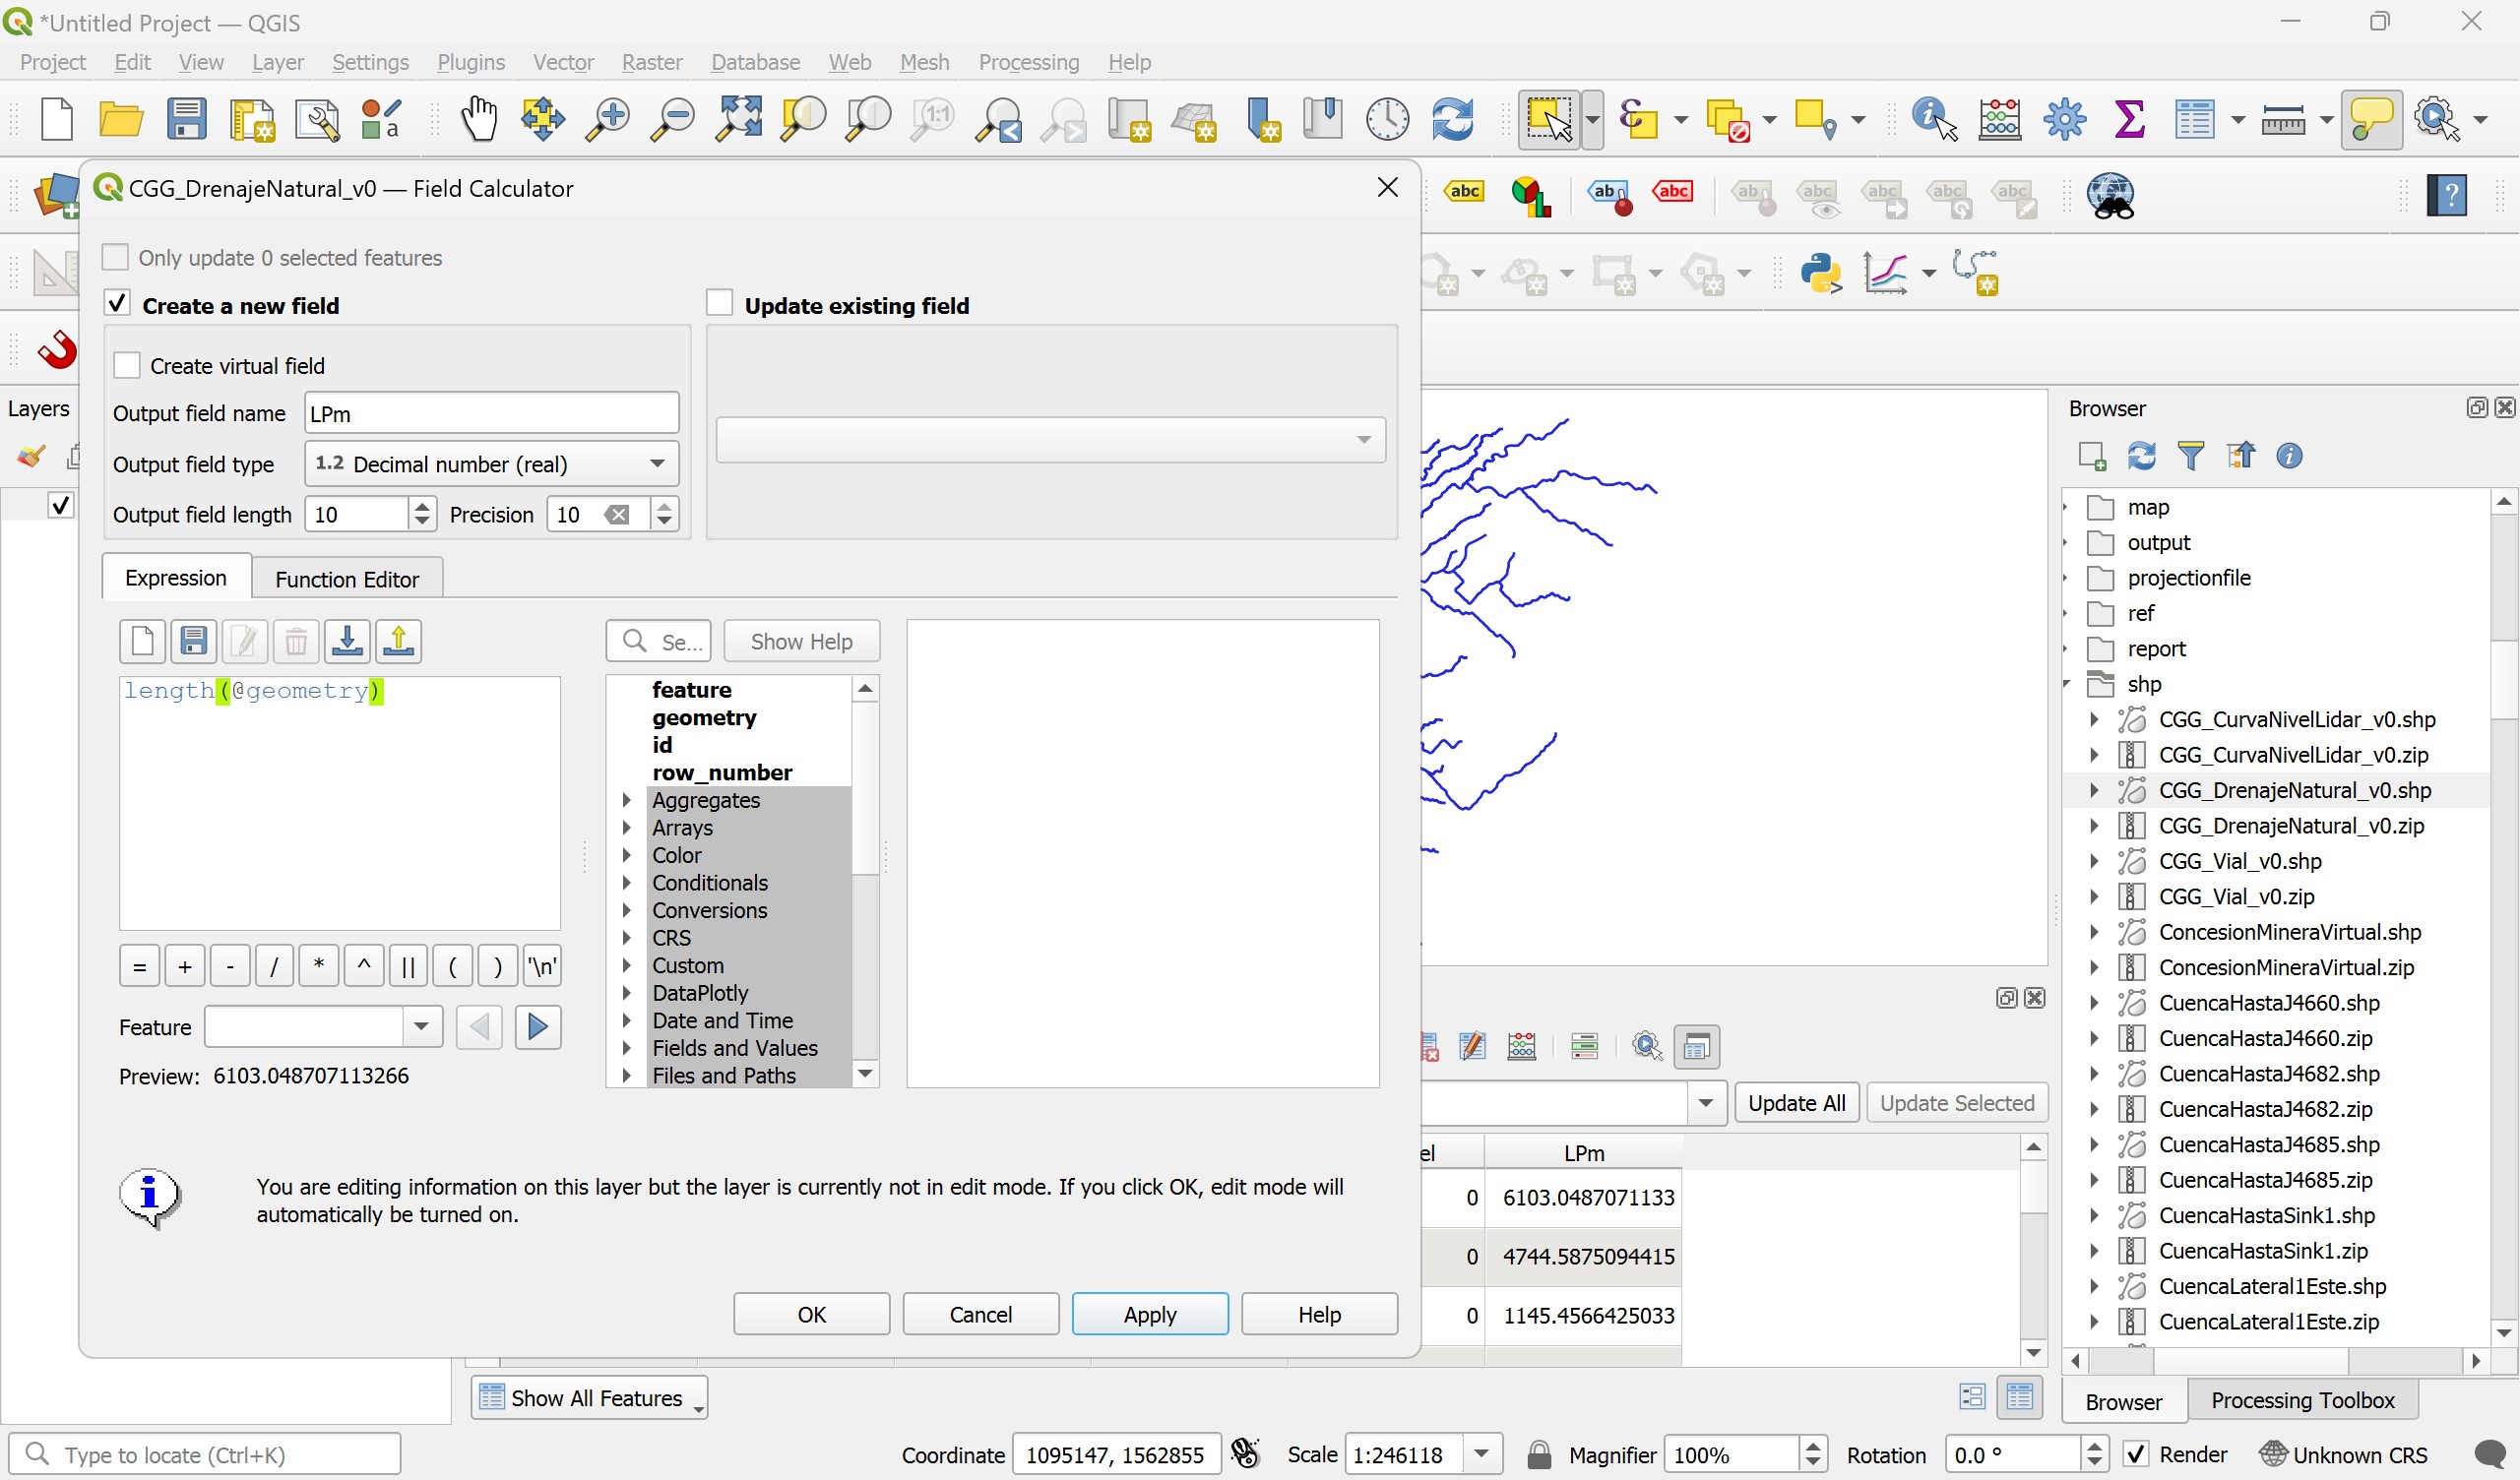 *Untitled Project — QGIS
Project Edit View Layer Settings Plugins Vector Raster Database Web Mesh Processing Help
CGG_DrenajeNatural_v0 — Field Calculator
Only update 0 selected features
Create a new field
Update existing field
Create virtual field
Output field name LPm
Output field type 1.2 Decimal number (real)
Output field length 10 Precision 10
Expression Function Editor
Se... Show Help
length(@geometry)
feature
geometry
id
row_number
Aggregates
Arrays
Color
Conditionals
Conversions
CRS
Custom
DataPlotly
Date and Time
Fields and Values
Files and Paths
= + - / * ^ || ( ) '\n'
Feature
Preview: 6103.048707113266
You are editing information on this layer but the layer is currently not in edit mode. If you click OK, edit mode will
automatically be turned on.
OK Cancel Apply Help
Layers
Update All Update Selected
el LPm
0 6103.0487071133
0 4744.5875094415
0 1145.4566425033
Show All Features
Browser
map
output
projectionfile
ref
report
shp
CGG_CurvaNivelLidar_v0.shp
CGG_CurvaNivelLidar_v0.zip
CGG_DrenajeNatural_v0.shp
CGG_DrenajeNatural_v0.zip
CGG_Vial_v0.shp
CGG_Vial_v0.zip
ConcesionMineraVirtual.shp
ConcesionMineraVirtual.zip
CuencaHastaJ4660.shp
CuencaHastaJ4660.zip
CuencaHastaJ4682.shp
CuencaHastaJ4682.zip
CuencaHastaJ4685.shp
CuencaHastaJ4685.zip
CuencaHastaSink1.shp
CuencaHastaSink1.zip
CuencaLateral1Este.shp
CuencaLateral1Este.zip
Browser Processing Toolbox
Type to locate (Ctrl+K) Coordinate 1095147, 1562855 Scale 1:246118 Magnifier 100% Rotation 0.0 ° Render Unknown CRS